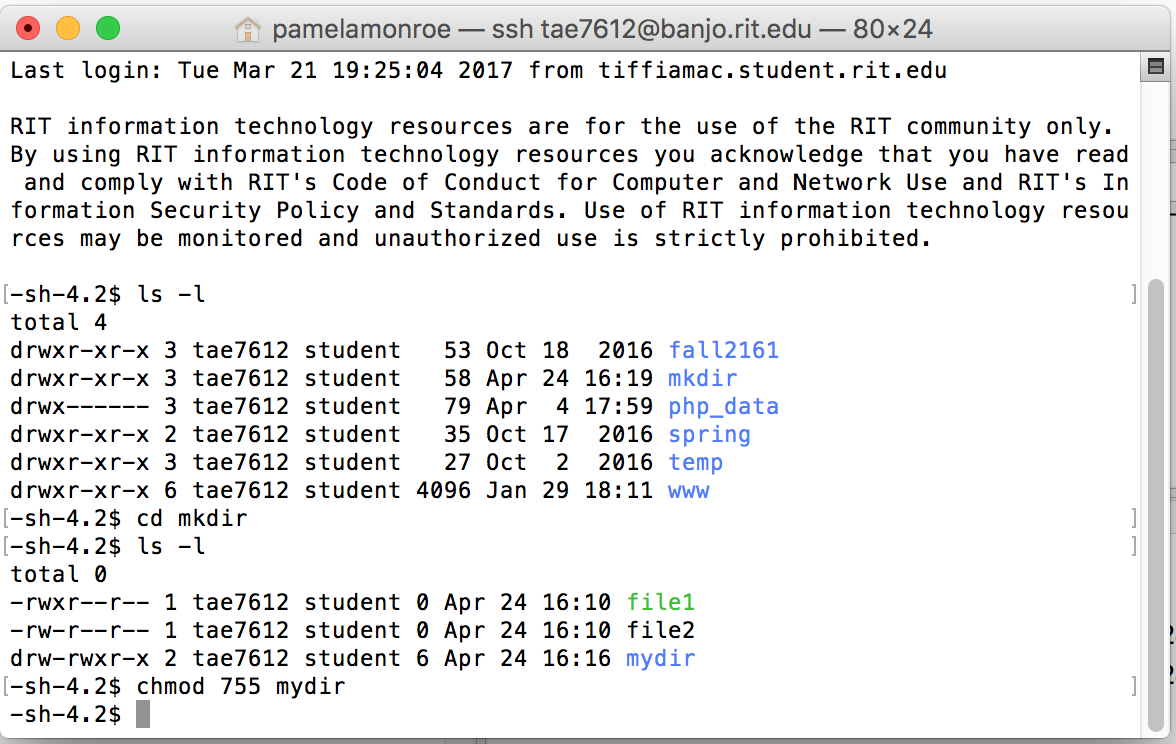 pamelamonroe — ssh tae7612@banjo.rit.edu — 80×24
Last login: Tue Mar 21 19:25:04 2017 from tiffiamac.student.rit.edu
RIT information technology resources are for the use of the RIT community only.
By using RIT information technology resources you acknowledge that you have read
 and comply with RIT's Code of Conduct for Computer and Network Use and RIT's In
formation Security Policy and Standards. Use of RIT information technology resou
rces may be monitored and unauthorized use is strictly prohibited.
[-sh-4.2$ ls -l ]
total 4
drwxr-xr-x 3 tae7612 student   53 Oct 18  2016 fall2161
drwxr-xr-x 3 tae7612 student   58 Apr 24 16:19 mkdir
drwx------ 3 tae7612 student   79 Apr  4 17:59 php_data
drwxr-xr-x 2 tae7612 student   35 Oct 17  2016 spring
drwxr-xr-x 3 tae7612 student   27 Oct  2  2016 temp
drwxr-xr-x 6 tae7612 student 4096 Jan 29 18:11 www
[-sh-4.2$ cd mkdir ]
[-sh-4.2$ ls -l ]
total 0
-rwxr--r-- 1 tae7612 student 0 Apr 24 16:10 file1
-rw-r--r-- 1 tae7612 student 0 Apr 24 16:10 file2
drw-rwxr-x 2 tae7612 student 6 Apr 24 16:16 mydir
[-sh-4.2$ chmod 755 mydir ]
-sh-4.2$